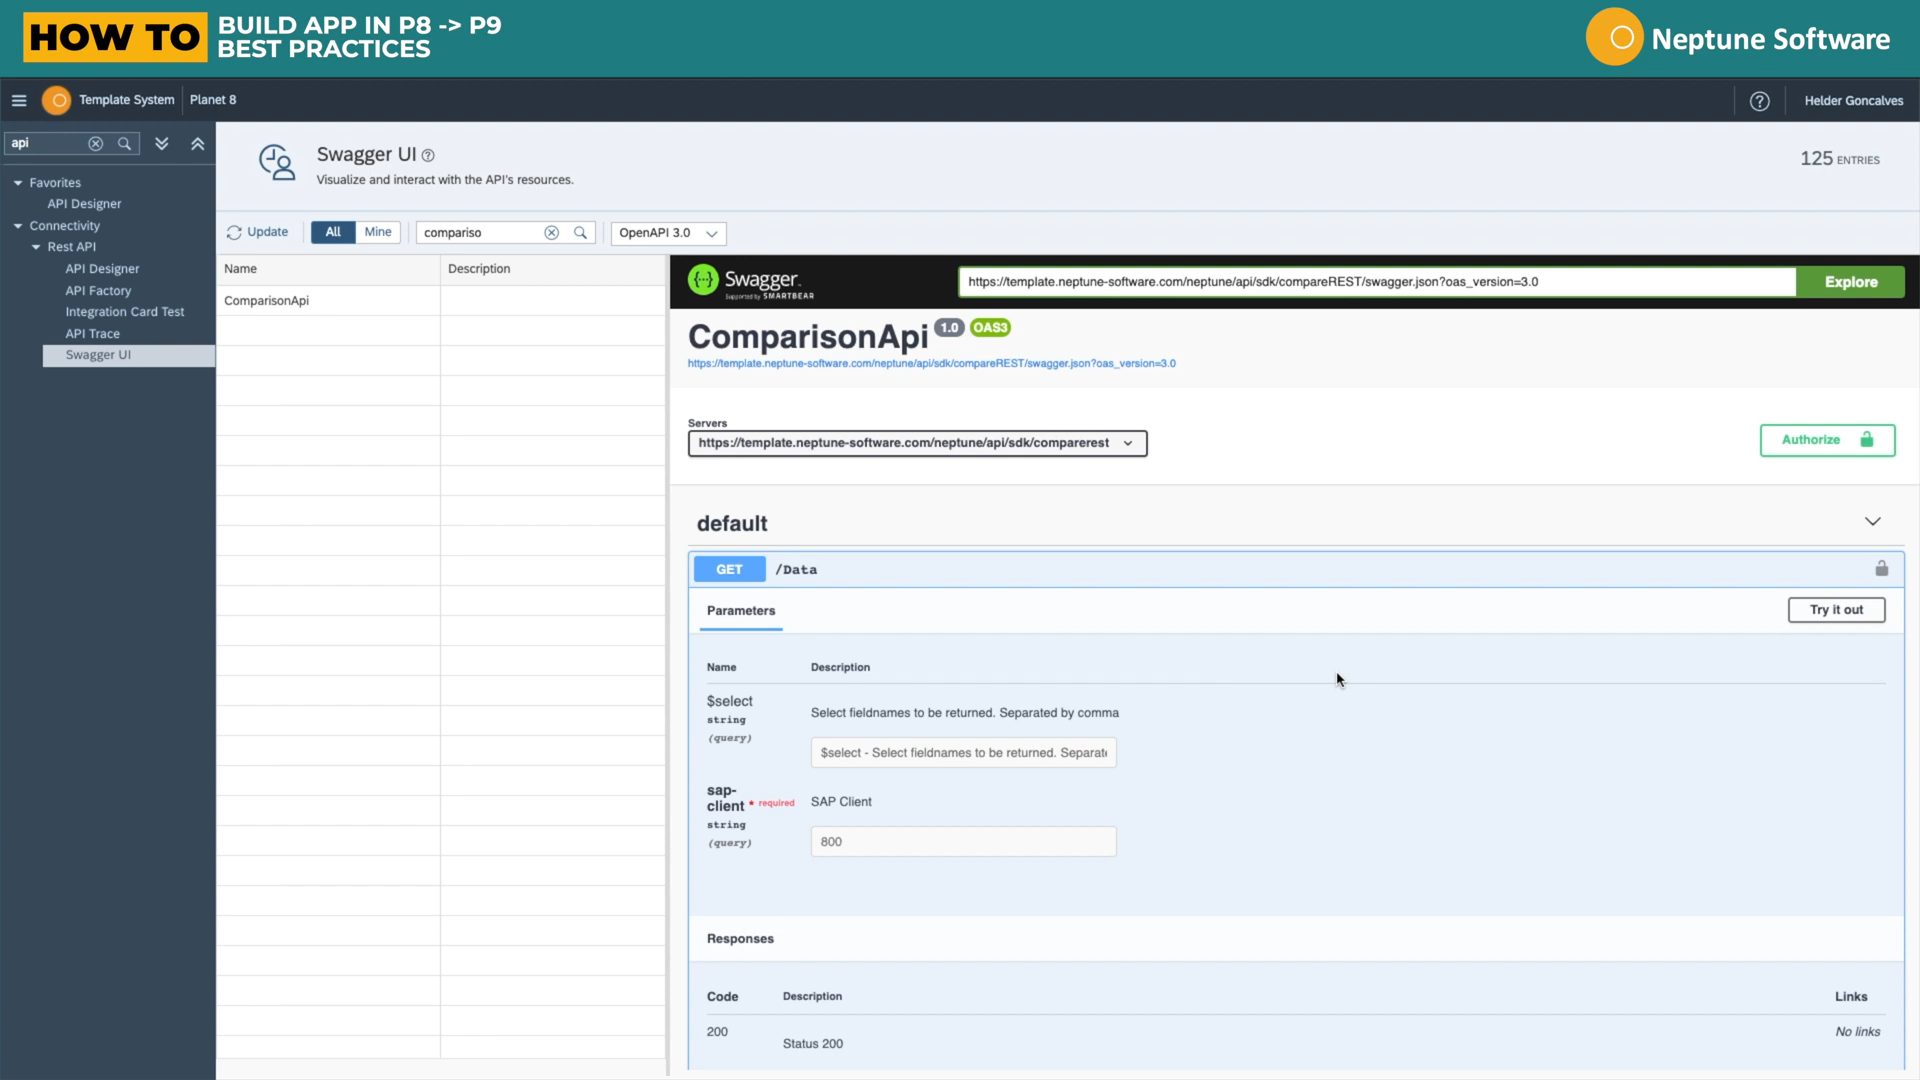 HOW TO
BUILD APP IN P8 -> P9
BEST PRACTICES
Neptune Software
Template System
Planet 8
Helder Goncalves
api
Favorites
API Designer
Connectivity
Rest API
API Designer
API Factory
Integration Card Test
API Trace
Swagger UI
Swagger UI
Visualize and interact with the API's resources.
125 ENTRIES
Update
All
Mine
compariso
OpenAPI 3.0
Name
Description
ComparisonApi
Swagger
Supported by SMARTBEAR
https://template.neptune-software.com/neptune/api/sdk/compareREST/swagger.json?oas_version=3.0
Explore
ComparisonApi 1.0 OAS3
https://template.neptune-software.com/neptune/api/sdk/compareREST/swagger.json?oas_version=3.0
Servers
https://template.neptune-software.com/neptune/api/sdk/comparerest
Authorize
default
GET /Data
Parameters
Try it out
Name
Description
$select
string
(query)
Select fieldnames to be returned. Separated by comma
$select - Select fieldnames to be returned. Separate
sap-
client * required
string
(query)
SAP Client
800
Responses
Code
Description
Links
200
Status 200
No links